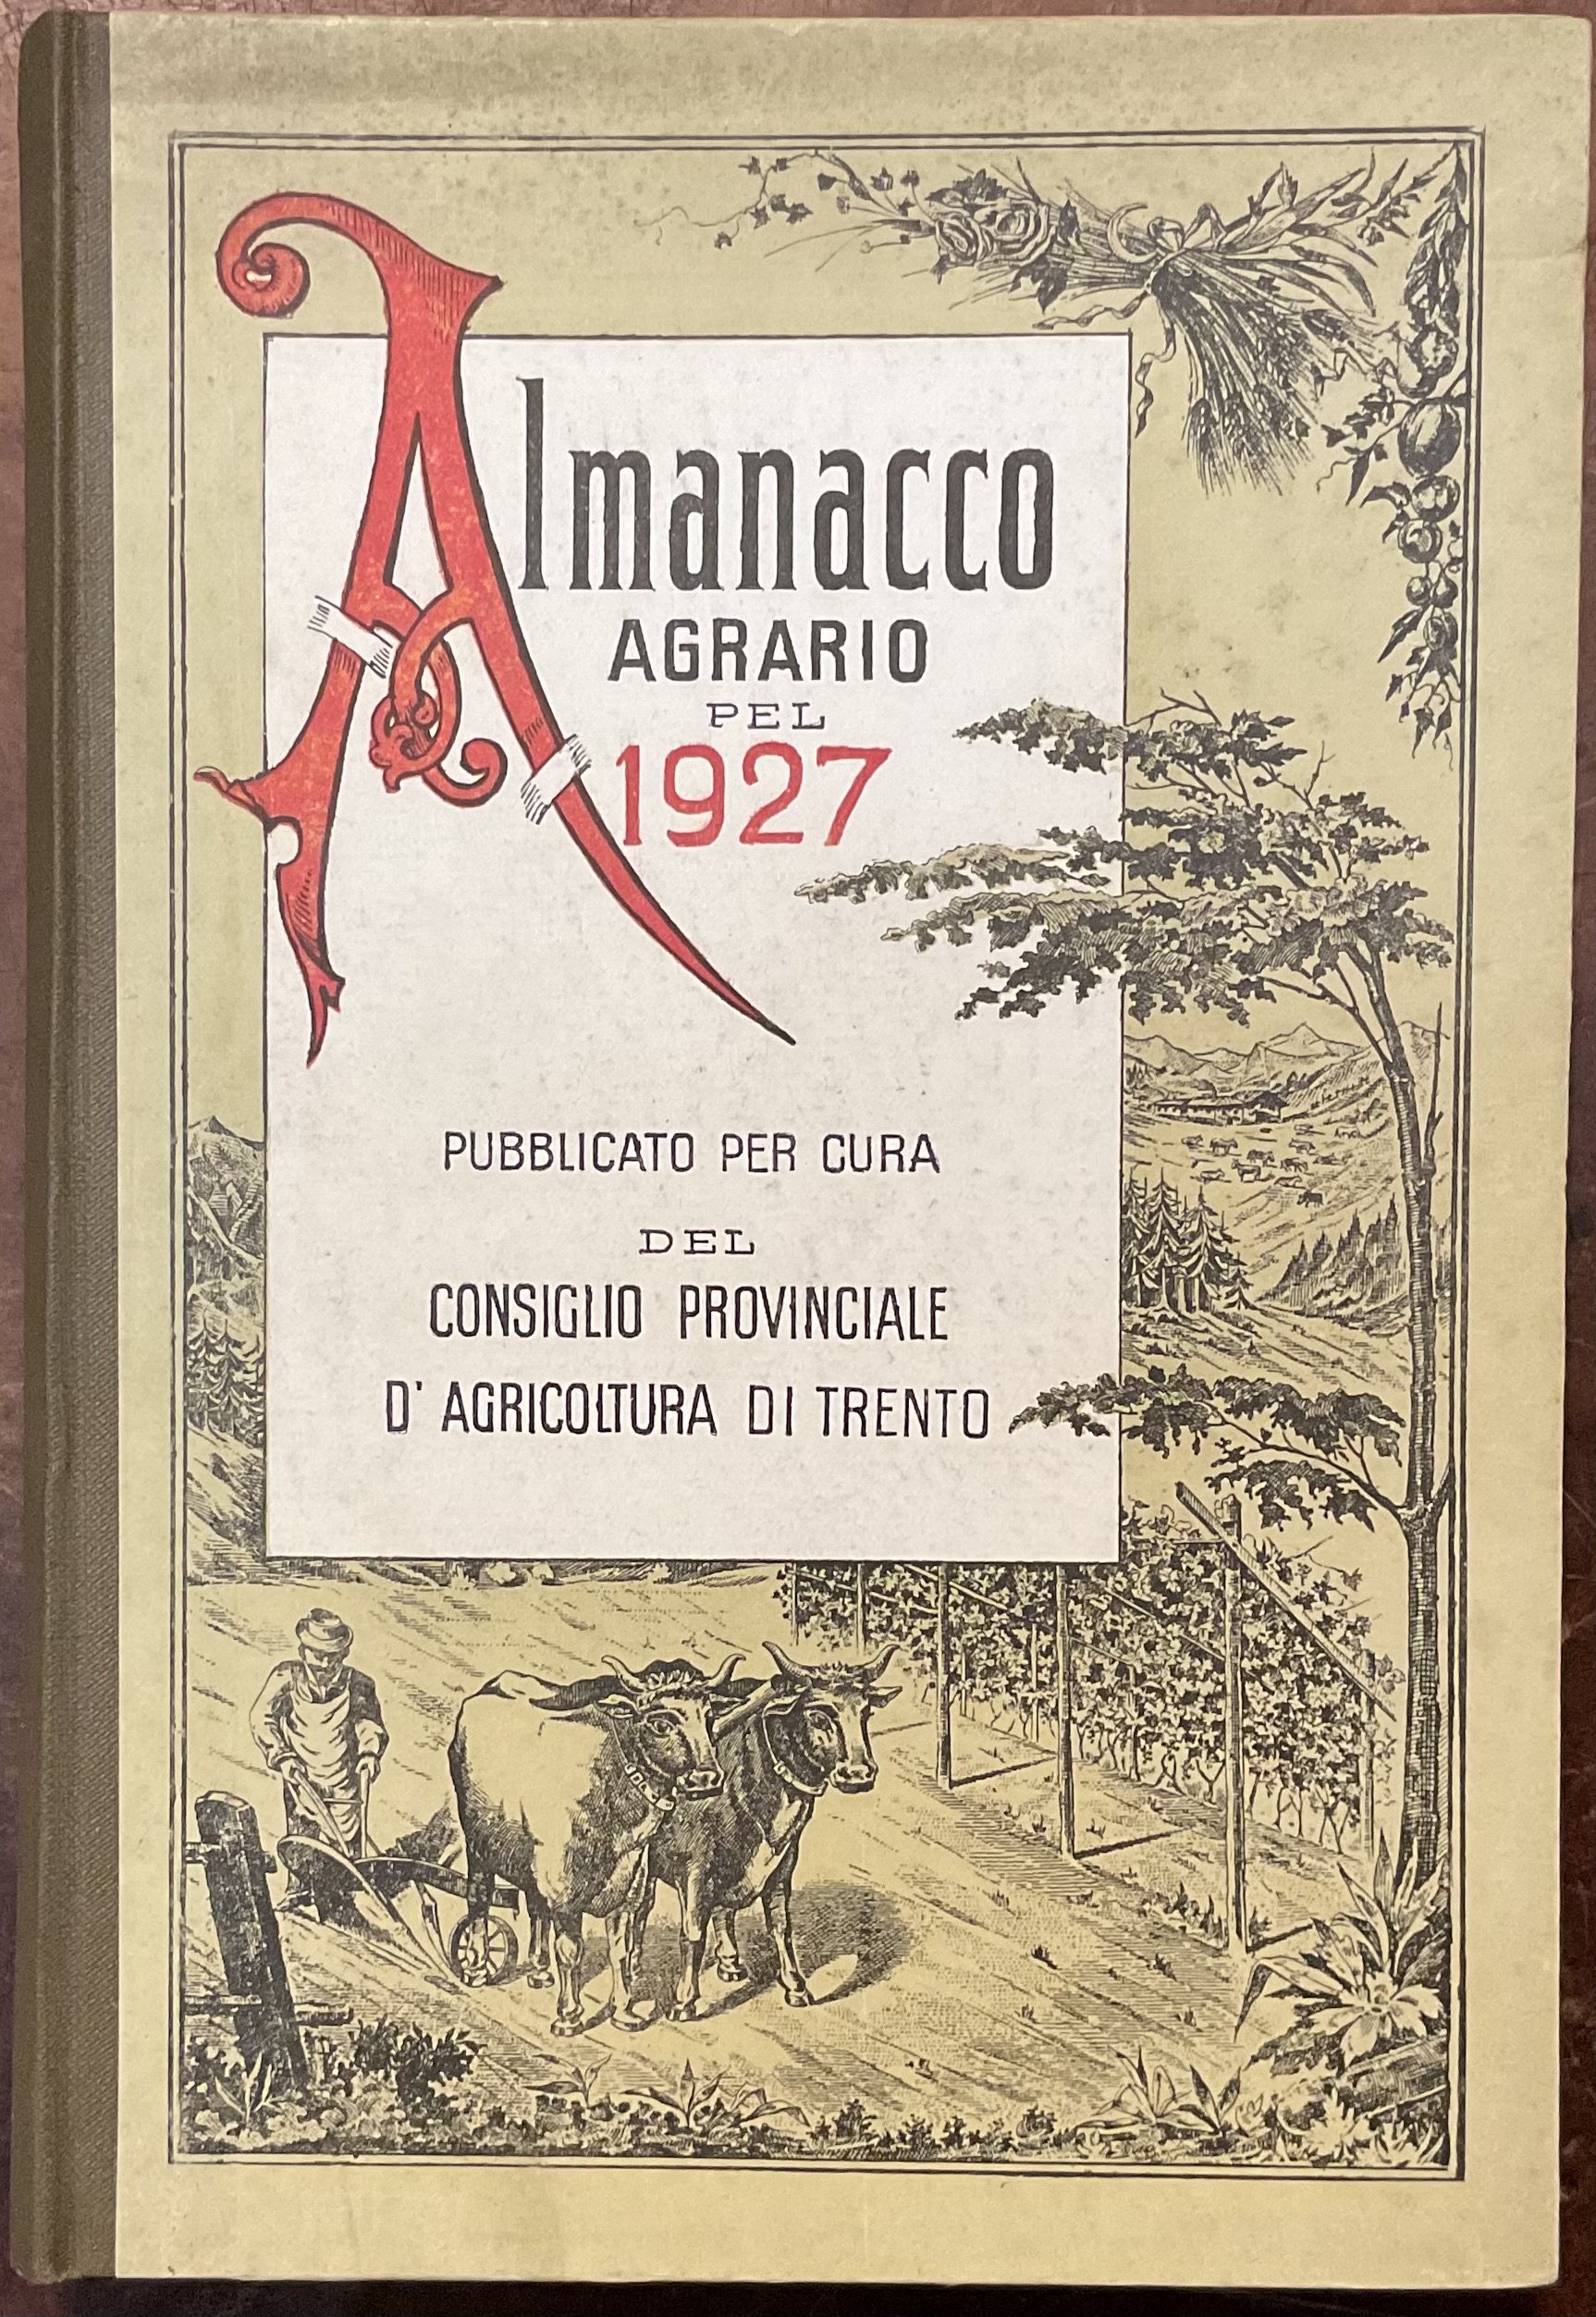 Almanacco
AGRARIO
PEL
1927
PUBBLICATO PER CURA
DEL
CONSIGLIO PROVINCIALE
D' AGRICOLTURA DI TRENTO